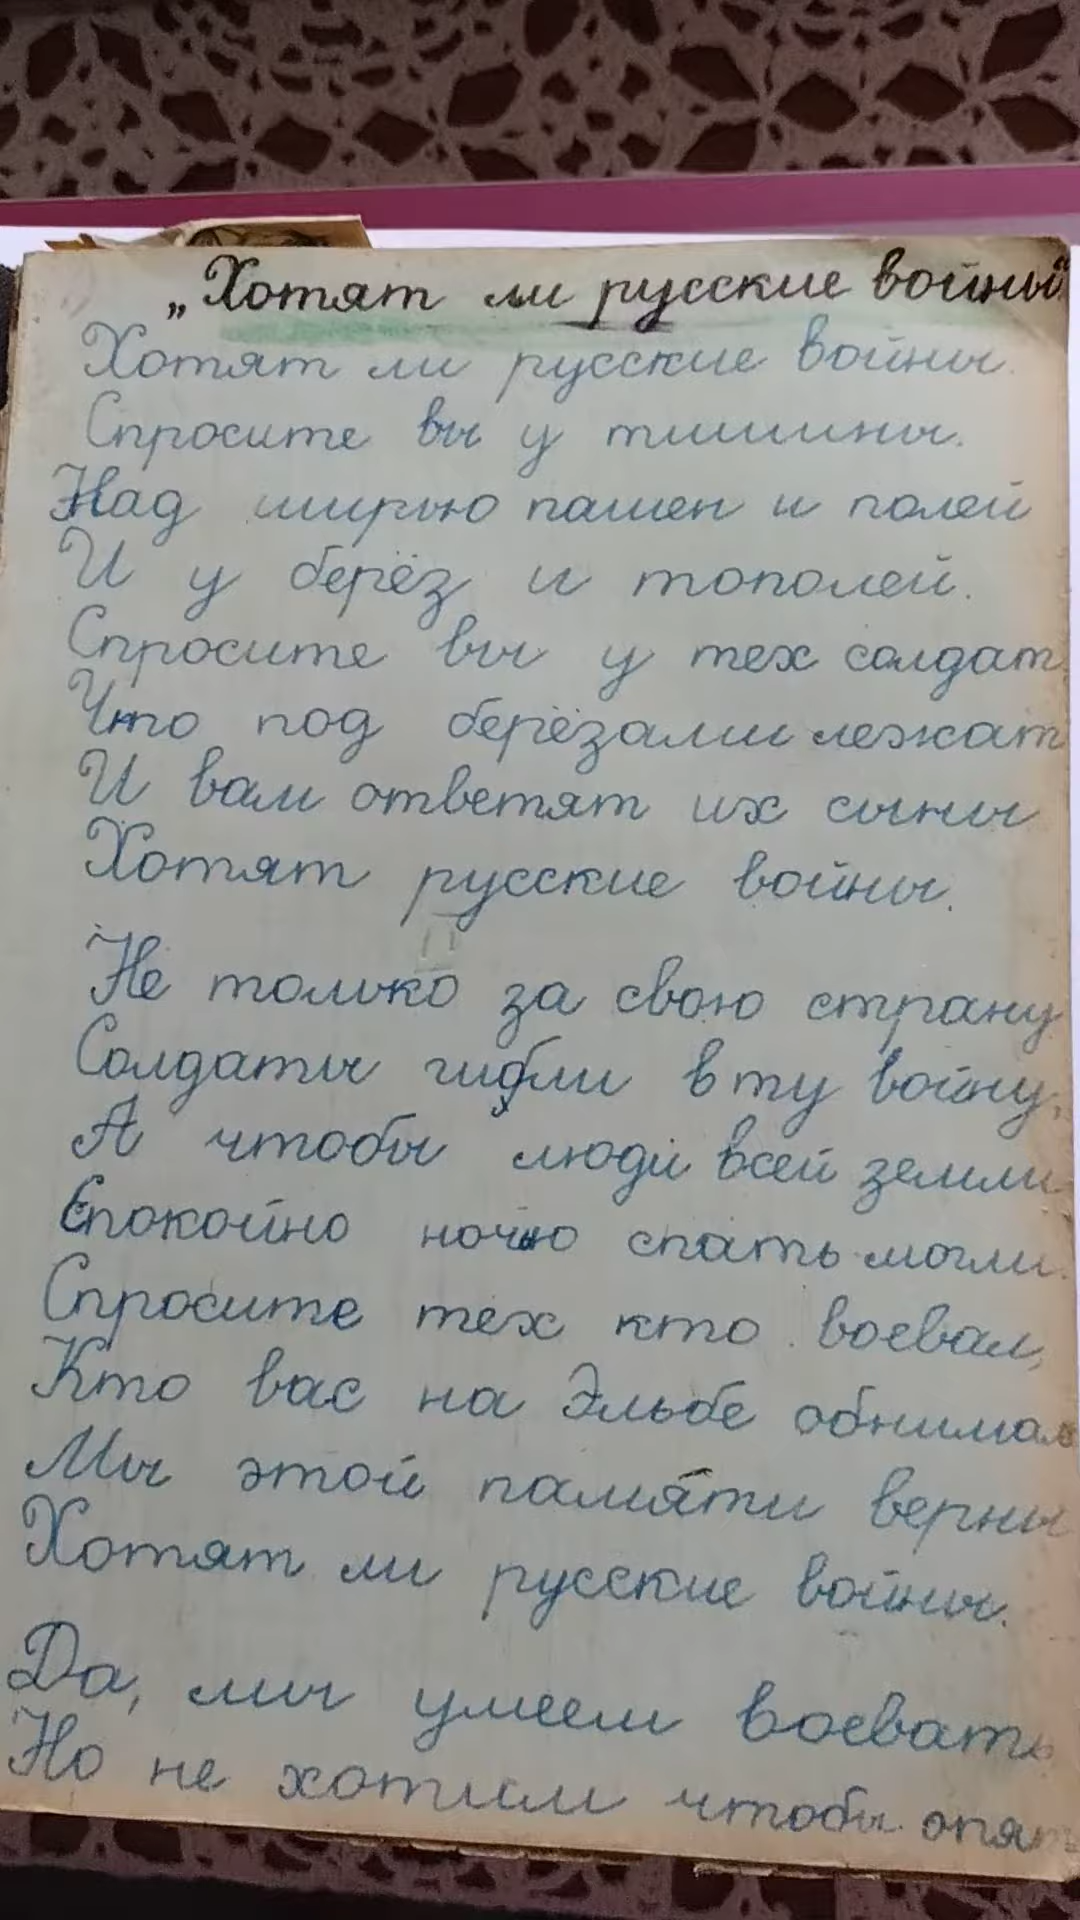 „Хотят ли русские войны“
Хотят ли русские войны.
Спросите вы у тишины.
Над ширью пашен и полей
И у берёз и тополей.
Спросите вы у тех солдат
Что под берёзами лежат
И вам ответят их сыны
Хотят русские войны.
II
Не только за свою страну
Солдаты гибли в ту войну,
А чтобы люди всей земли
Спокойно ночью спать могли.
Спросите тех кто воевал,
Кто вас на Эльбе обнимал
Мы этой памяти верны
Хотят ли русские войны.
Да, мы умеем воевать
Но не хотим чтобы опять